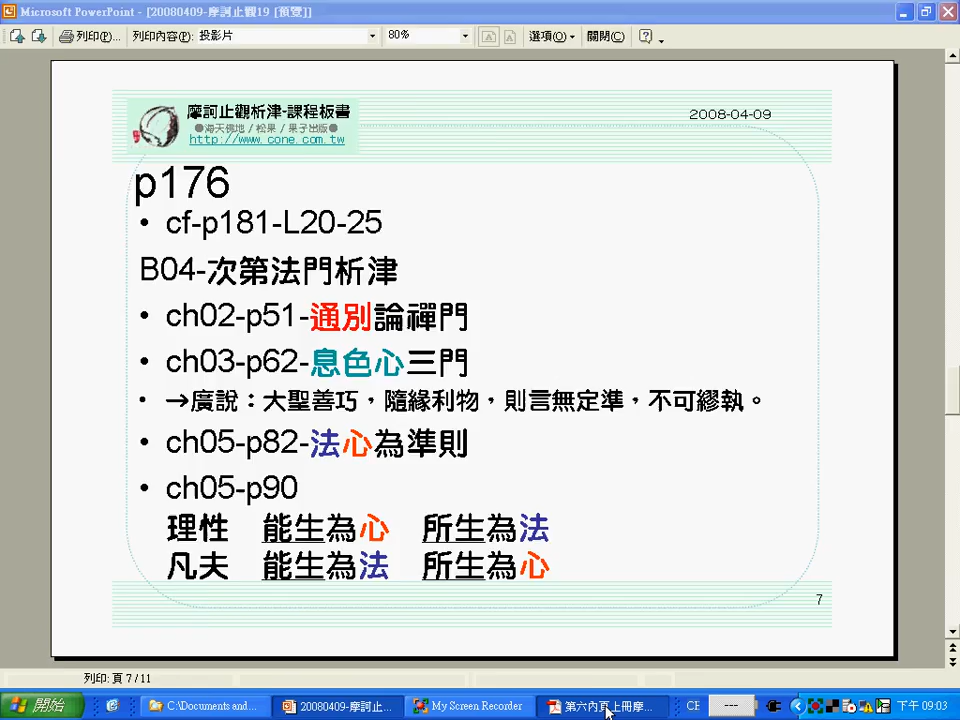 Microsoft PowerPoint - [20080409-摩訶止觀19 [預覽]]
列印(P)... 列印內容(P): 投影片 80% 選項(O) 關閉(C)
摩訶止觀析津-課程板書
●海天佛地 / 松果 / 果子出版●
http://www.cone.com.tw
2008-04-09
p176
• cf-p181-L20-25
B04-次第法門析津
• ch02-p51-通別論禪門
• ch03-p62-息色心三門
• →廣說：大聖善巧，隨緣利物，則言無定準，不可繆執。
• ch05-p82-法心為準則
• ch05-p90
理性 能生為心 所生為法
凡夫 能生為法 所生為心
7
列印: 頁 7 / 11
開始 C:\Documents and... 20080409-摩訶止... My Screen Recorder 第六內頁上冊摩... CH 下午 09:03